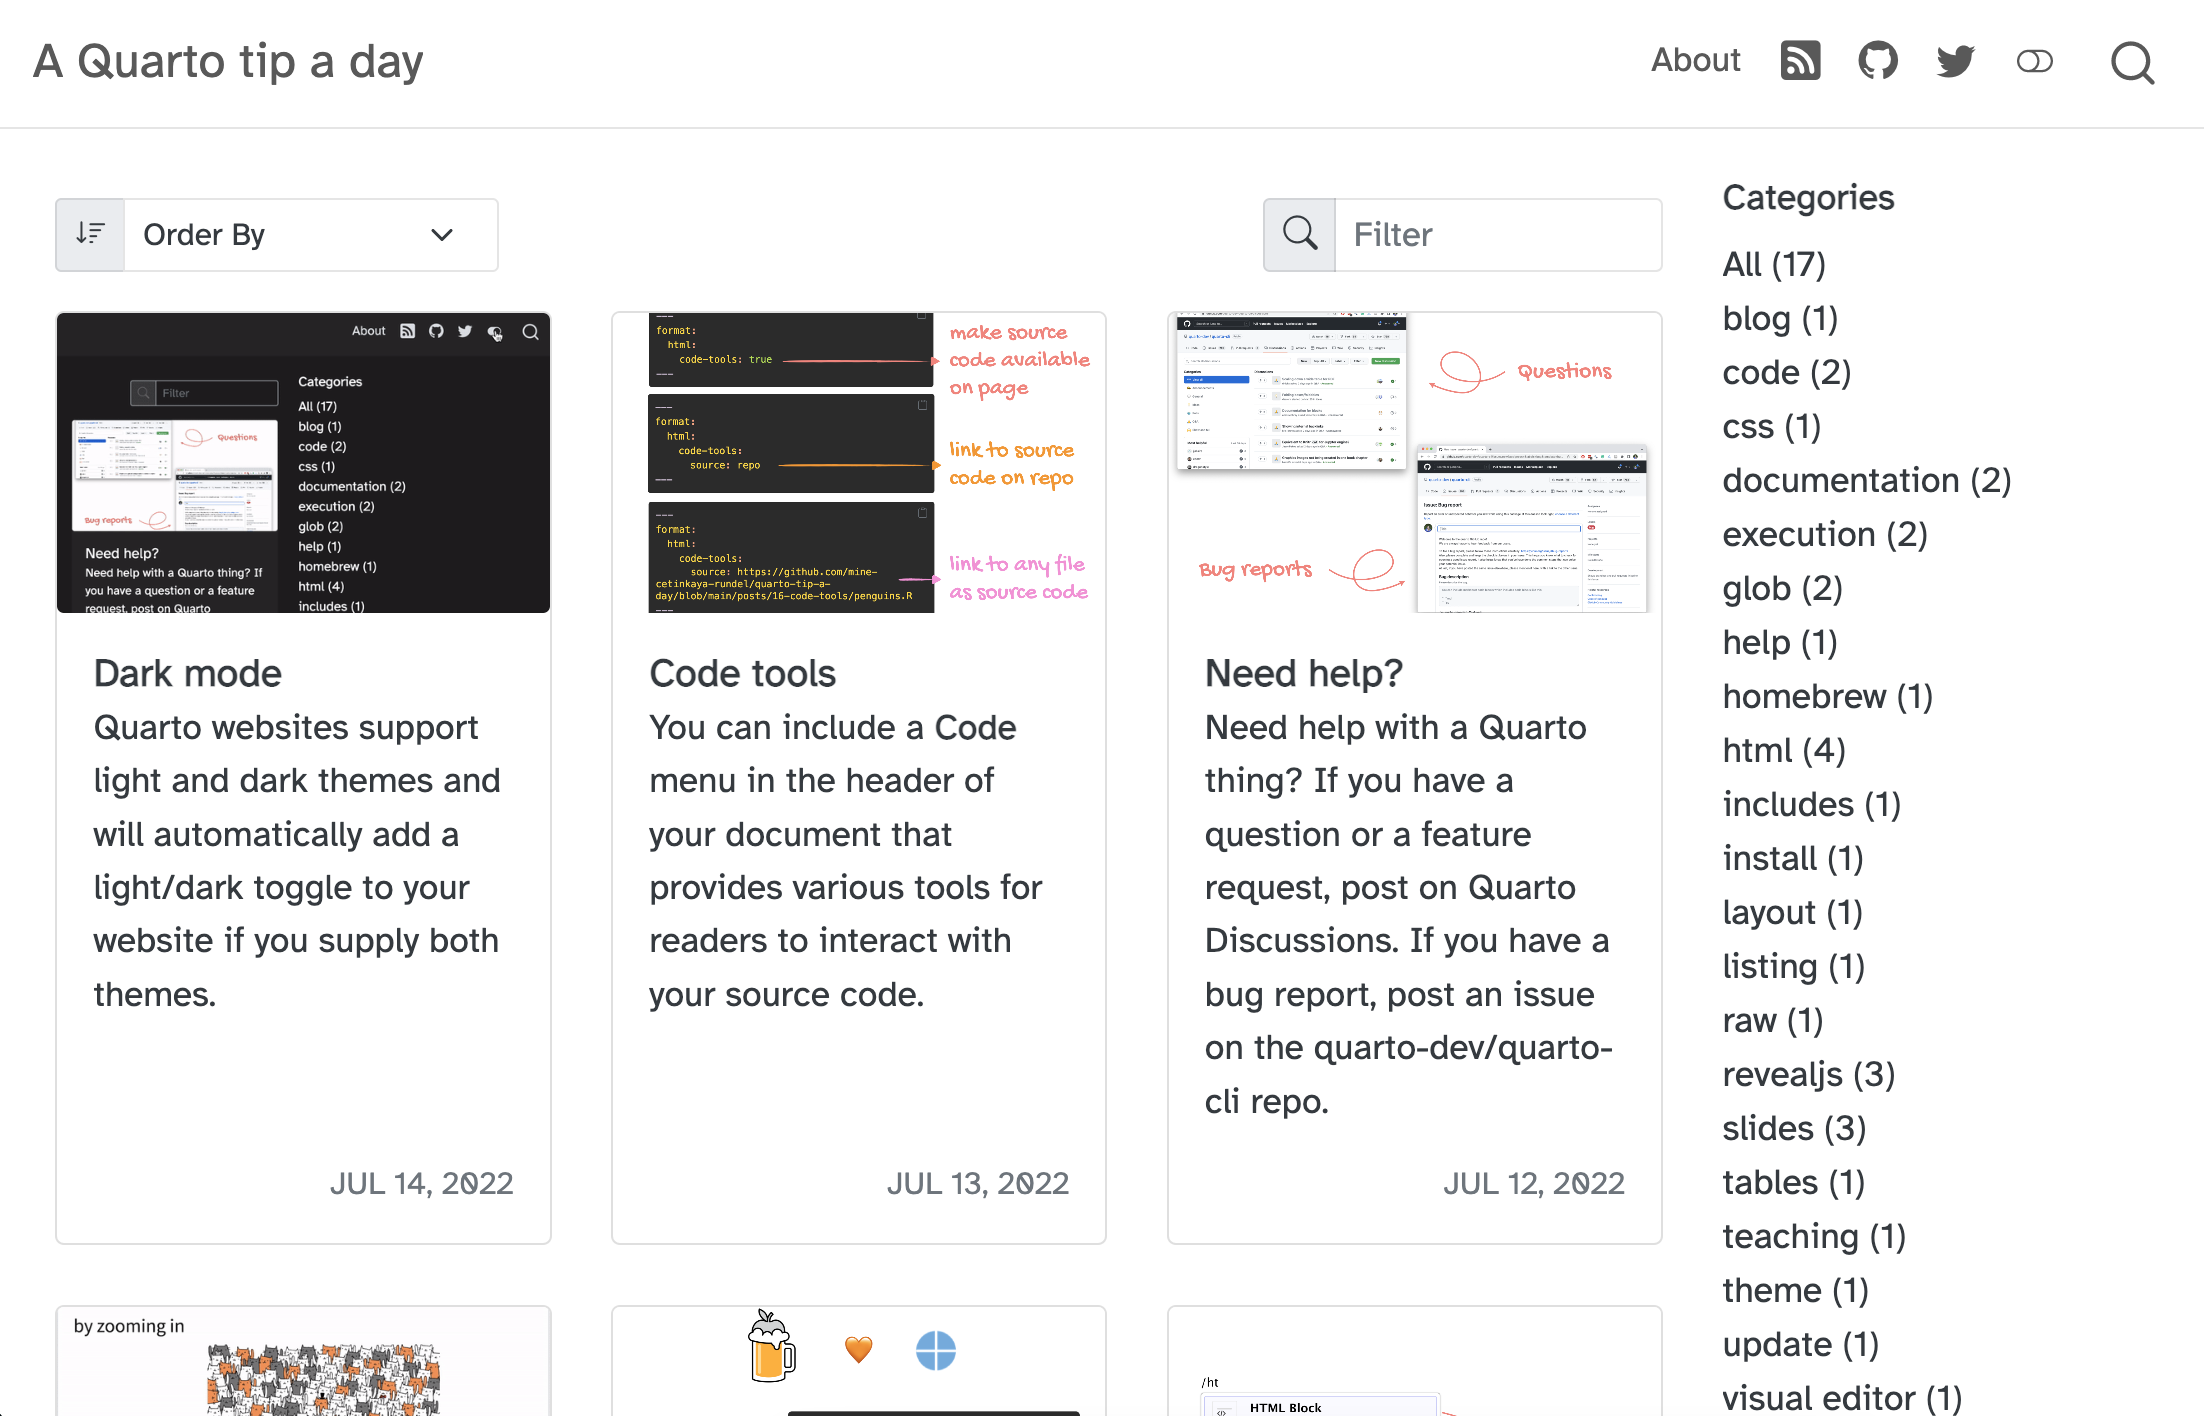 A Quarto tip a day
About
Order By
Filter
About
Filter
Questions
Bug reports
Need help?
Need help with a Quarto thing? If
you have a question or a feature
request, post on Quarto
Categories
All (17)
blog (1)
code (2)
css (1)
documentation (2)
execution (2)
glob (2)
help (1)
homebrew (1)
html (4)
includes (1)
Dark mode
Quarto websites support
light and dark themes and
will automatically add a
light/dark toggle to your
website if you supply both
themes.
JUL 14, 2022
---
format:
html:
code-tools: true
---
make source
code available
on page
---
format:
html:
code-tools:
source: repo
---
link to source
code on repo
---
format:
html:
code-tools:
source: https://github.com/mine-
cetinkaya-rundel/quarto-tip-a-
day/blob/main/posts/16-code-tools/penguins.R
link to any file
as source code
Code tools
You can include a Code
menu in the header of
your document that
provides various tools for
readers to interact with
your source code.
JUL 13, 2022
Questions
Bug reports
Issue: Bug report
Bug description
Need help?
Need help with a Quarto
thing? If you have a
question or a feature
request, post on Quarto
Discussions. If you have a
bug report, post an issue
on the quarto-dev/quarto-
cli repo.
JUL 12, 2022
by zooming in
/ht
HTML Block
Categories
All (17)
blog (1)
code (2)
css (1)
documentation (2)
execution (2)
glob (2)
help (1)
homebrew (1)
html (4)
includes (1)
install (1)
layout (1)
listing (1)
raw (1)
revealjs (3)
slides (3)
tables (1)
teaching (1)
theme (1)
update (1)
visual editor (1)